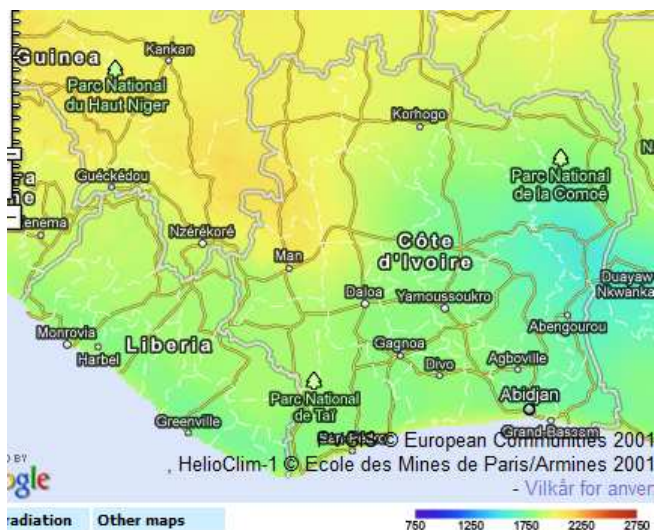 Guinea
Kankan
Parc National
du Haut Niger
Korhogo
Parc National
de la Comoé
Guéckédou
Nzérékoré
Man
Côte
d'Ivoire
Duayaw
Nkwanka
Daloa
Yamoussoukro
Abengourou
Monrovia
Harbel
Liberia
Gagnoa
Divo
Agboville
Parc National
de Taï
Abidjan
Greenville
Grand-Bassam
© European Communities 2001
, HelioClim-1 © Ecole des Mines de Paris/Armines 2001
- Vilkår for anver
ogle
radiation Other maps
750 1250 1750 2250 2750